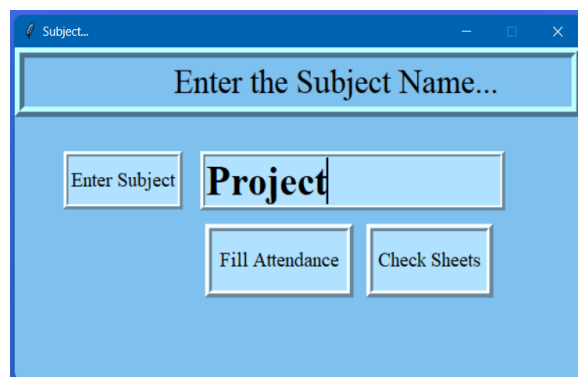 Subject...
Enter the Subject Name...
Enter Subject
Project
Fill Attendance
Check Sheets